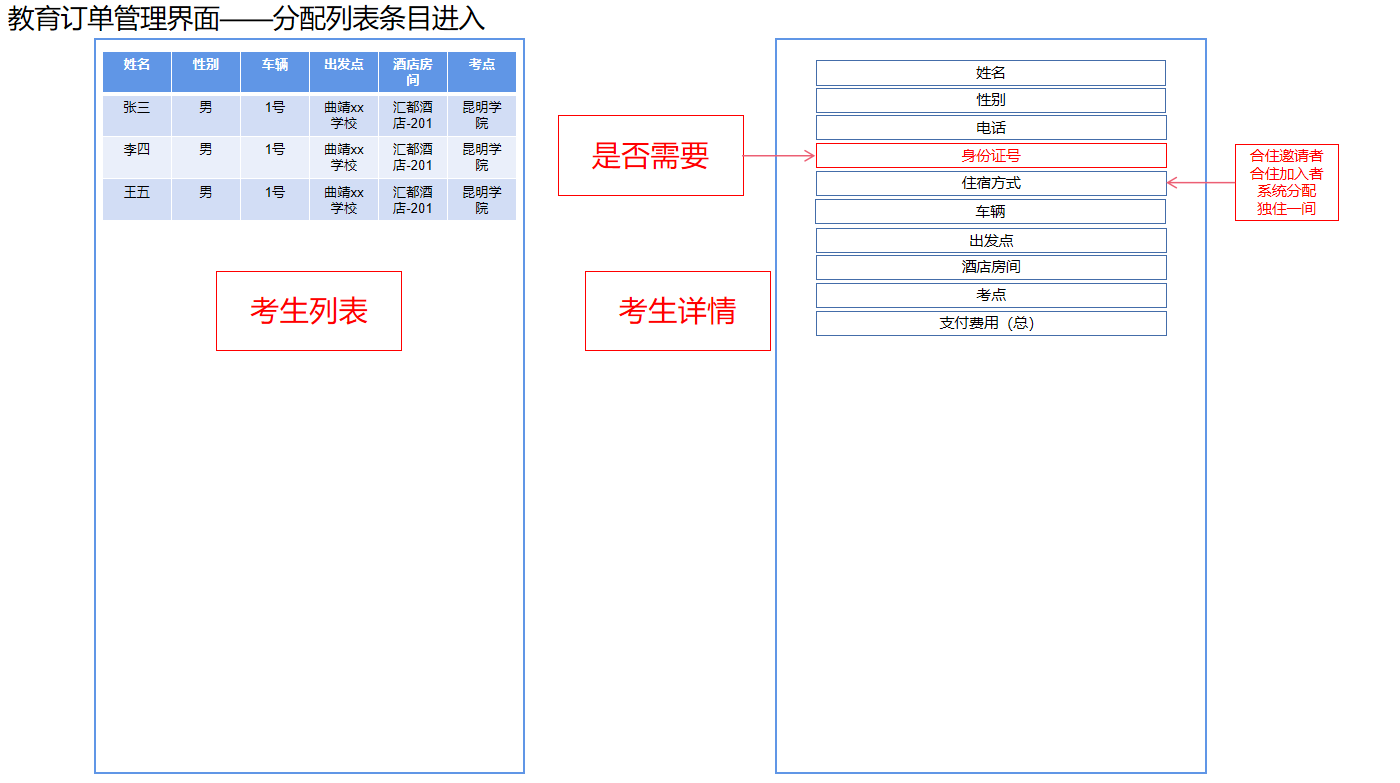 教育订单管理界面——分配列表条目进入
姓名 性别 车辆 出发点 酒店房 考点
间
张三 男 1号 曲靖xx 汇都酒 昆明学
学校 店-201 院
李四 男 1号 曲靖xx 汇都酒 昆明学
学校 店-201 院
王五 男 1号 曲靖xx 汇都酒 昆明学
学校 店-201 院
考生列表
是否需要
考生详情
姓名
性别
电话
身份证号
住宿方式
车辆
出发点
酒店房间
考点
支付费用（总）
合住邀请者
合住加入者
系统分配
独住一间